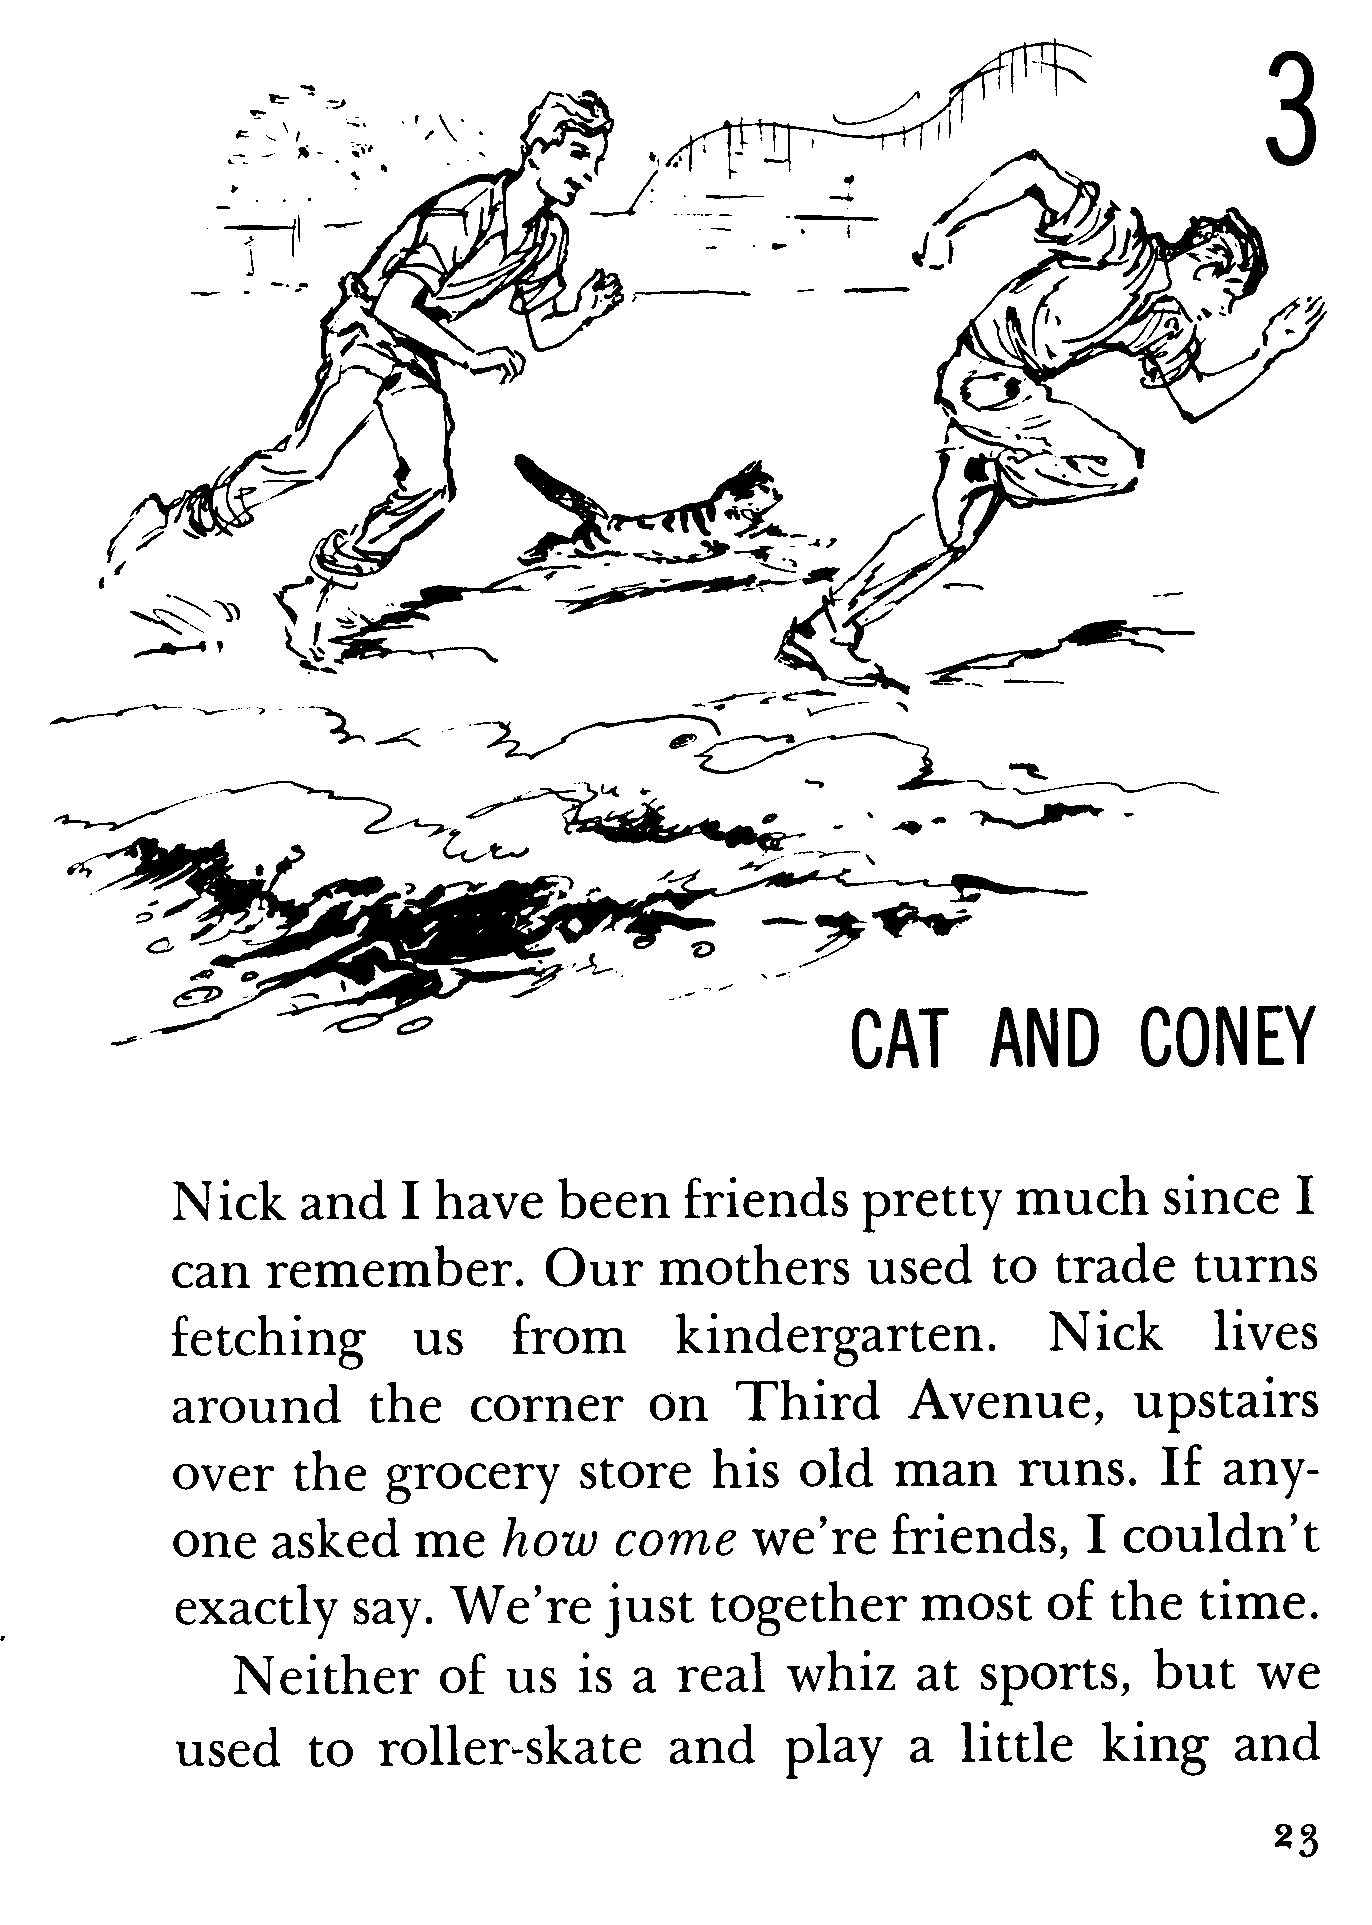 3
CAT AND CONEY
Nick and I have been friends pretty much since I
can remember. Our mothers used to trade turns
fetching us from kindergarten. Nick lives
around the corner on Third Avenue, upstairs
over the grocery store his old man runs. If any-
one asked me how come we're friends, I couldn't
exactly say. We're just together most of the time.
Neither of us is a real whiz at sports, but we
used to roller-skate and play a little king and
23